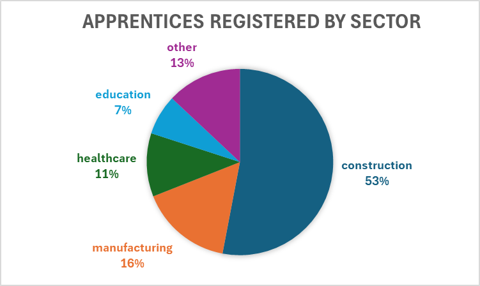 APPRENTICES REGISTERED BY SECTOR
other
13%
education
7%
healthcare
11%
construction
53%
manufacturing
16%